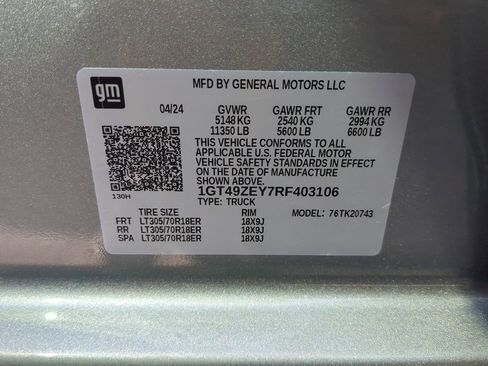 gm
MFD BY GENERAL MOTORS LLC
04/24 GVWR GAWR FRT GAWR RR
5148 KG 2540 KG 2994 KG
11350 LB 5600 LB 6600 LB
THIS VEHICLE CONFORMS TO ALL
APPLICABLE U.S. FEDERAL MOTOR
VEHICLE SAFETY STANDARDS IN EFFECT
ON THE DATE OF MANUFACTURE
SHOWN ABOVE.
1GT49ZEY7RF403106
130H
TYPE: TRUCK MODEL: 76TK20743
TIRE SIZE RIM
FRT LT305/70R18ER 18X9J
RR LT305/70R18ER 18X9J
SPA LT305/70R18ER 18X9J